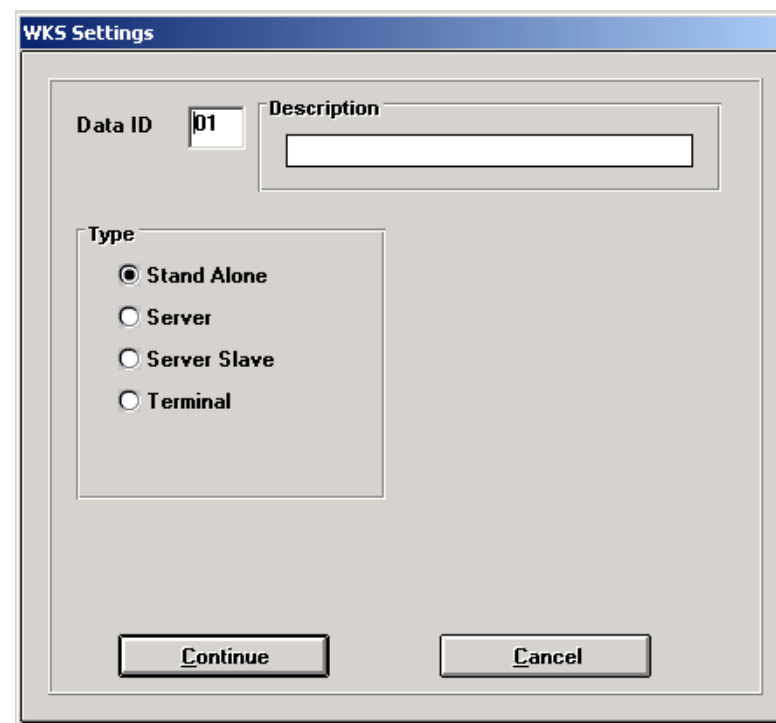 WKS Settings
Data ID 01
Description
Type
Stand Alone
Server
Server Slave
Terminal
Continue Cancel